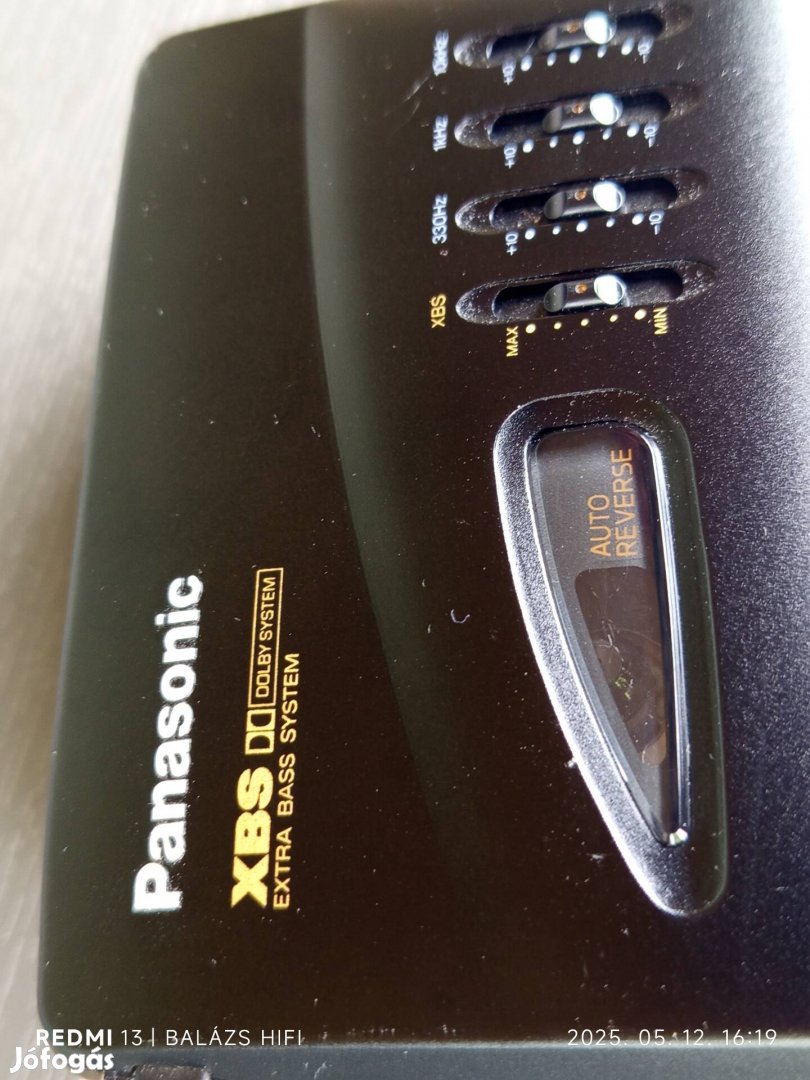 Panasonic
XBS DOLBY SYSTEM
EXTRA BASS SYSTEM
XBS
MAX
MIN
330Hz
+10
-10
1kHz
+10
-10
10kHz
+10
-10
AUTO
REVERSE
REDMI 13 | BALÁZS HIFI
2025. 05. 12. 16:19
Jófogás